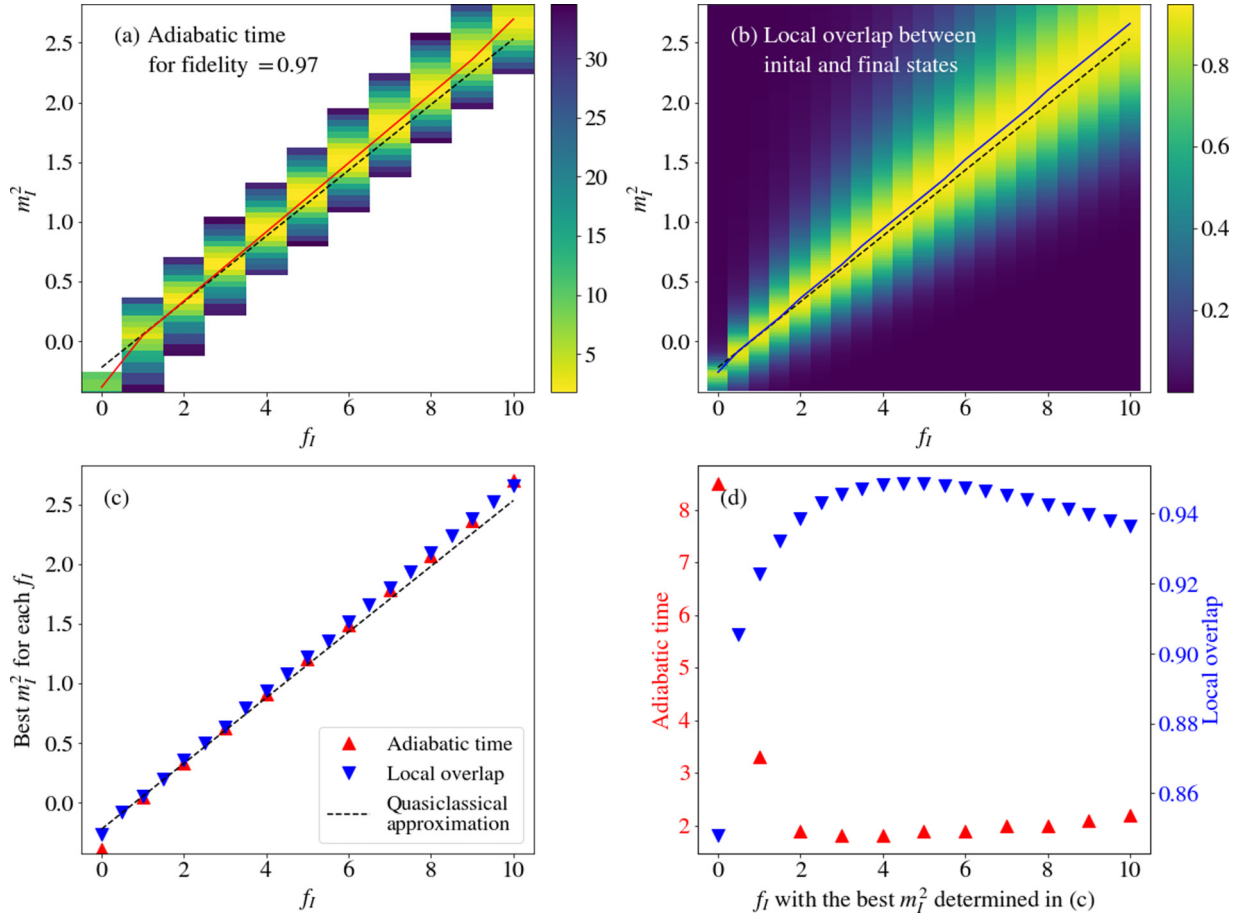 (a) Adiabatic time
for fidelity = 0.97
2.5
2.0
1.5
1.0
0.5
0.0
m_I^2
0 2 4 6 8 10
f_I
30
25
20
15
10
5
(b) Local overlap between
inital and final states
2.5
2.0
1.5
1.0
0.5
0.0
m_I^2
0 2 4 6 8 10
f_I
0.8
0.6
0.4
0.2
(c)
2.5
2.0
1.5
1.0
0.5
0.0
Best m_I^2 for each f_I
Adiabatic time
Local overlap
Quasiclassical
approximation
0 2 4 6 8 10
f_I
(d)
8
7
6
5
4
3
2
Adiabatic time
0.94
0.92
0.90
0.88
0.86
Local overlap
0 2 4 6 8 10
f_I with the best m_I^2 determined in (c)